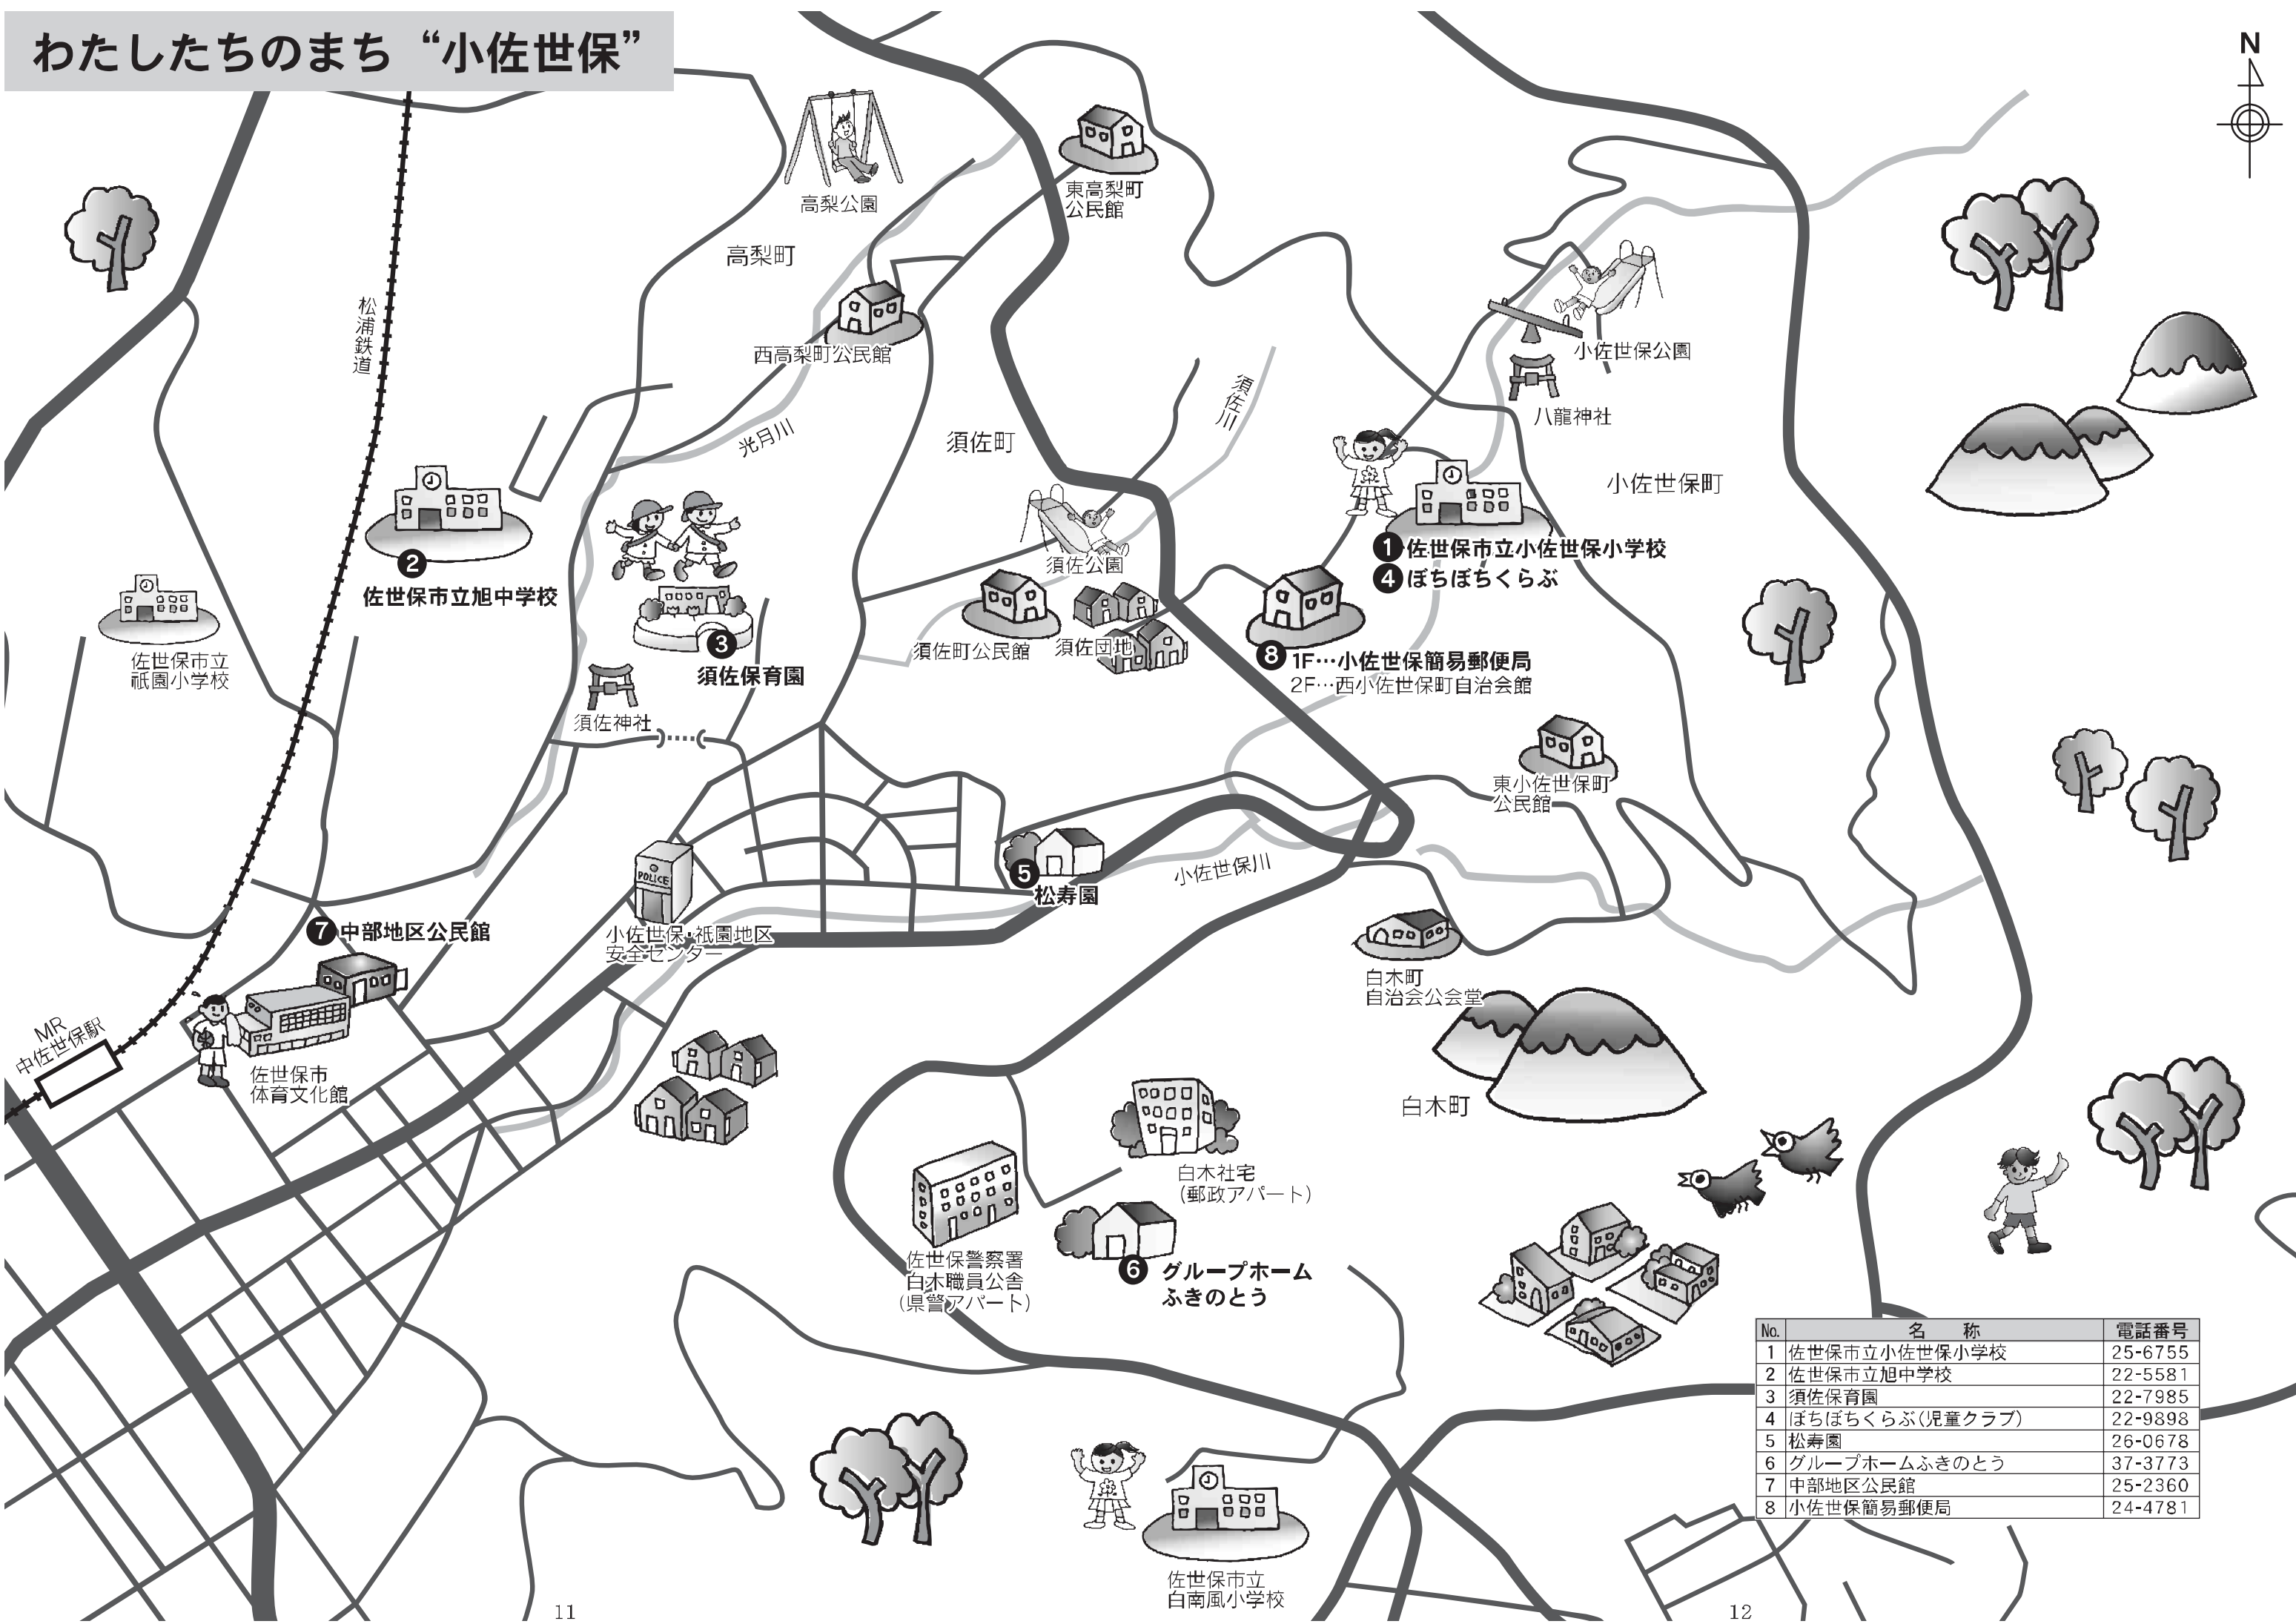 わたしたちのまち “小佐世保”
N
高梨公園
東高梨町
公民館
高梨町
松浦鉄道
西高梨町公民館
小佐世保公園
八龍神社
須佐川
光月川
須佐町
小佐世保町
❷
佐世保市立旭中学校
須佐公園
❶佐世保市立小佐世保小学校
❹ぼちぼちくらぶ
佐世保市立
祇園小学校
❸
須佐保育園
須佐町公民館
須佐団地
❽1F…小佐世保簡易郵便局
2F…西小佐世保町自治会館
須佐神社
東小佐世保町
公民館
POLICE
小佐世保・祇園地区
安全センター
❺
松寿園
小佐世保川
❼中部地区公民館
白木町
自治会公会堂
MR
中佐世保駅
佐世保市
体育文化館
白木町
白木社宅
(郵政アパート)
佐世保警察署
白木職員公舎
(県警アパート)
❻ グループホーム
ふきのとう
No. 名　称 電話番号
1 佐世保市立小佐世保小学校 25-6755
2 佐世保市立旭中学校 22-5581
3 須佐保育園 22-7985
4 ぼちぼちくらぶ(児童クラブ) 22-9898
5 松寿園 26-0678
6 グループホームふきのとう 37-3773
7 中部地区公民館 25-2360
8 小佐世保簡易郵便局 24-4781
佐世保市立
白南風小学校
11
12